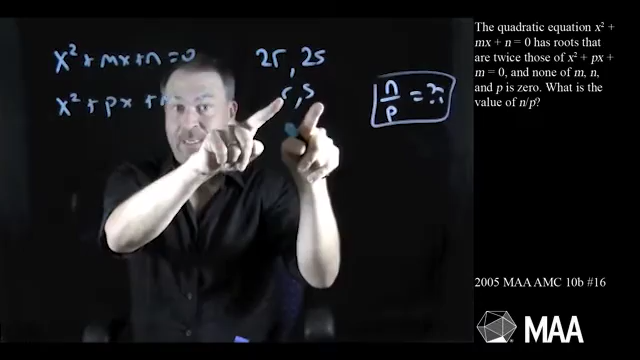 x² + mx + n = 0
2r, 2s
x² + px +
r, s
n/p = ?
The quadratic equation x² +
mx + n = 0 has roots that
are twice those of x² + px +
m = 0, and none of m, n,
and p is zero. What is the
value of n/p?
2005 MAA AMC 10b #16
MAA